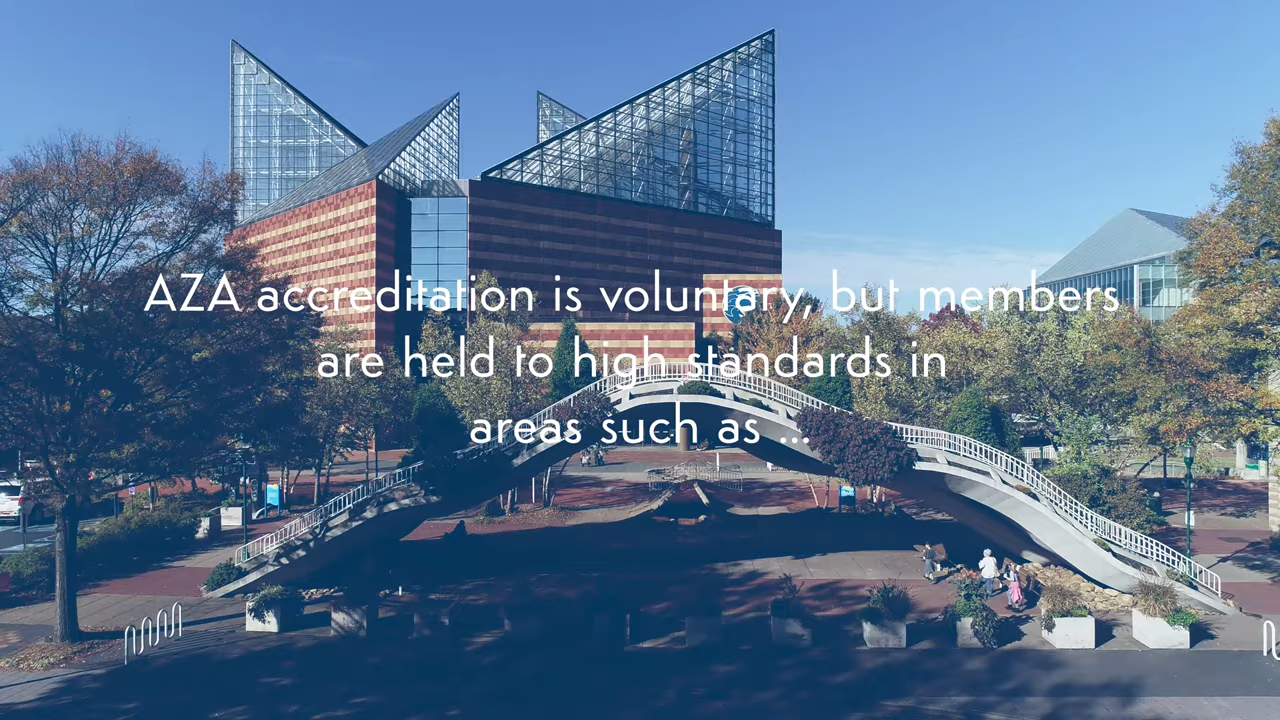 AZA accreditation is voluntary, but members
are held to high standards in
areas such as ...